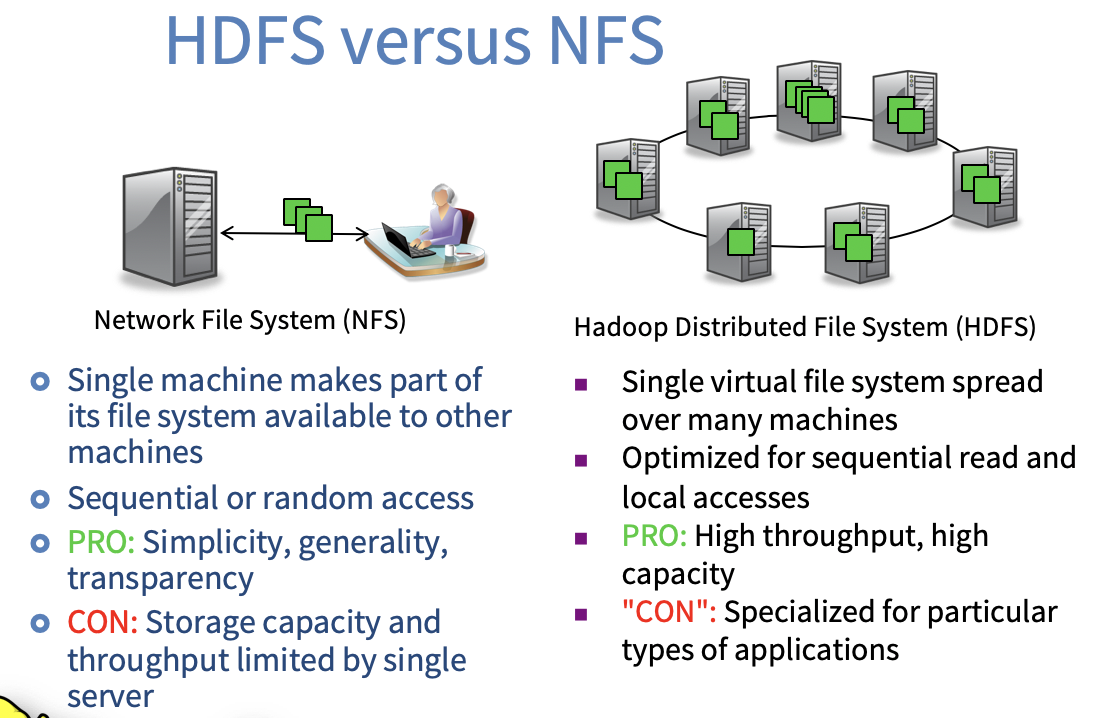 HDFS versus NFS
Network File System (NFS)
Single machine makes part of
its file system available to other
machines
Sequential or random access
PRO: Simplicity, generality,
transparency
CON: Storage capacity and
throughput limited by single
server
Hadoop Distributed File System (HDFS)
Single virtual file system spread
over many machines
Optimized for sequential read and
local accesses
PRO: High throughput, high
capacity
"CON": Specialized for particular
types of applications